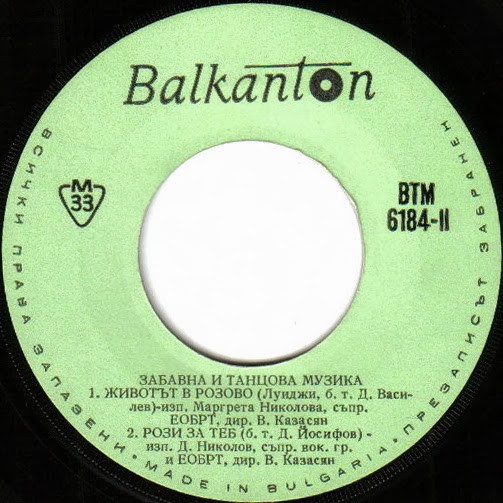 Balkanton
M
33
ВТМ
6184-II
ЗАБАВНА И ТАНЦОВА МУЗИКА
1. ЖИВОТЪТ В РОЗОВО (Луиджи, б. т. Д. Васи-
лев)-изп. Маргрета Николова, съпр.
ЕОБРТ, дир. В. Казасян
2. РОЗИ ЗА ТЕБ (б. т. Д. Йосифов) -
изп. Д. Николов, съпр. вок. гр.
и ЕОБРТ, дир. В. Казасян
ВСИЧКИ ПРАВА ЗАПАЗЕНИ • MADE IN BULGARIA • ПРЕЗАПИСЪТ ЗАБРАНЕН